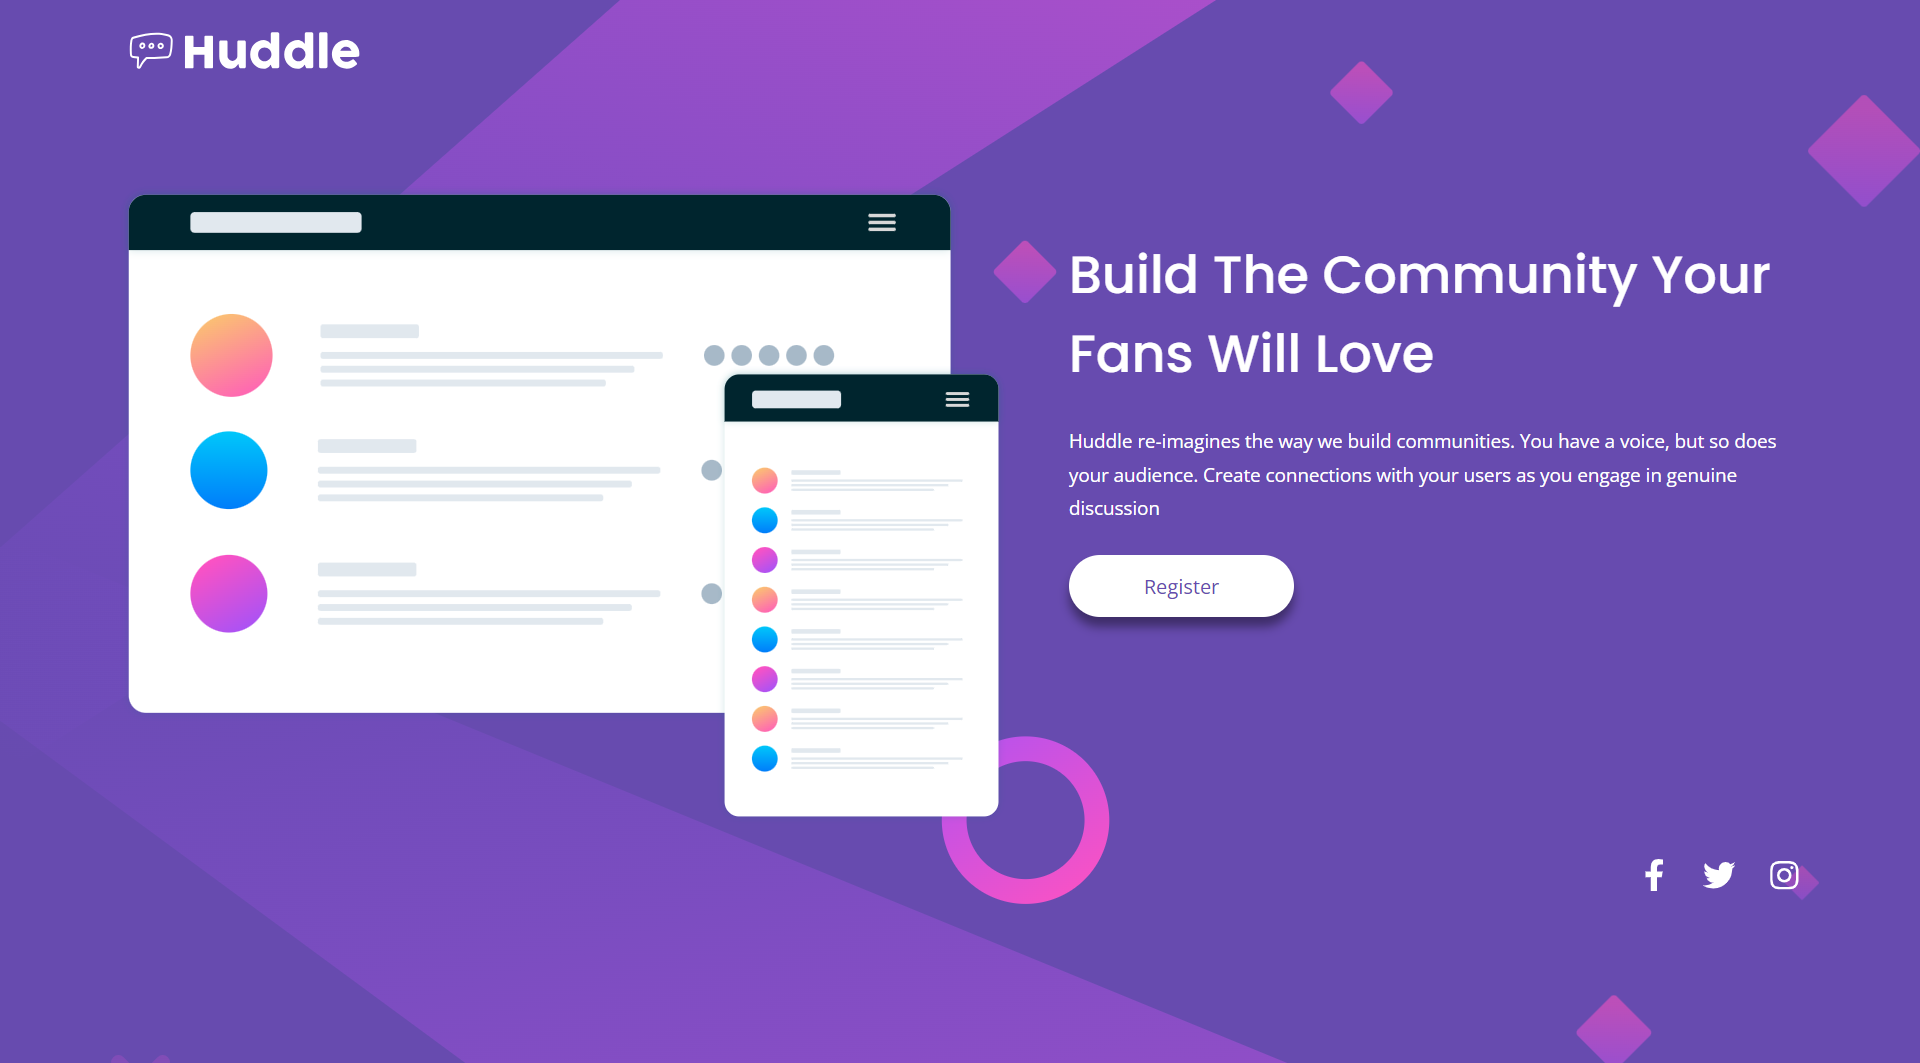 Huddle
Build The Community Your
Fans Will Love
Huddle re-imagines the way we build communities. You have a voice, but so does
your audience. Create connections with your users as you engage in genuine
discussion
Register